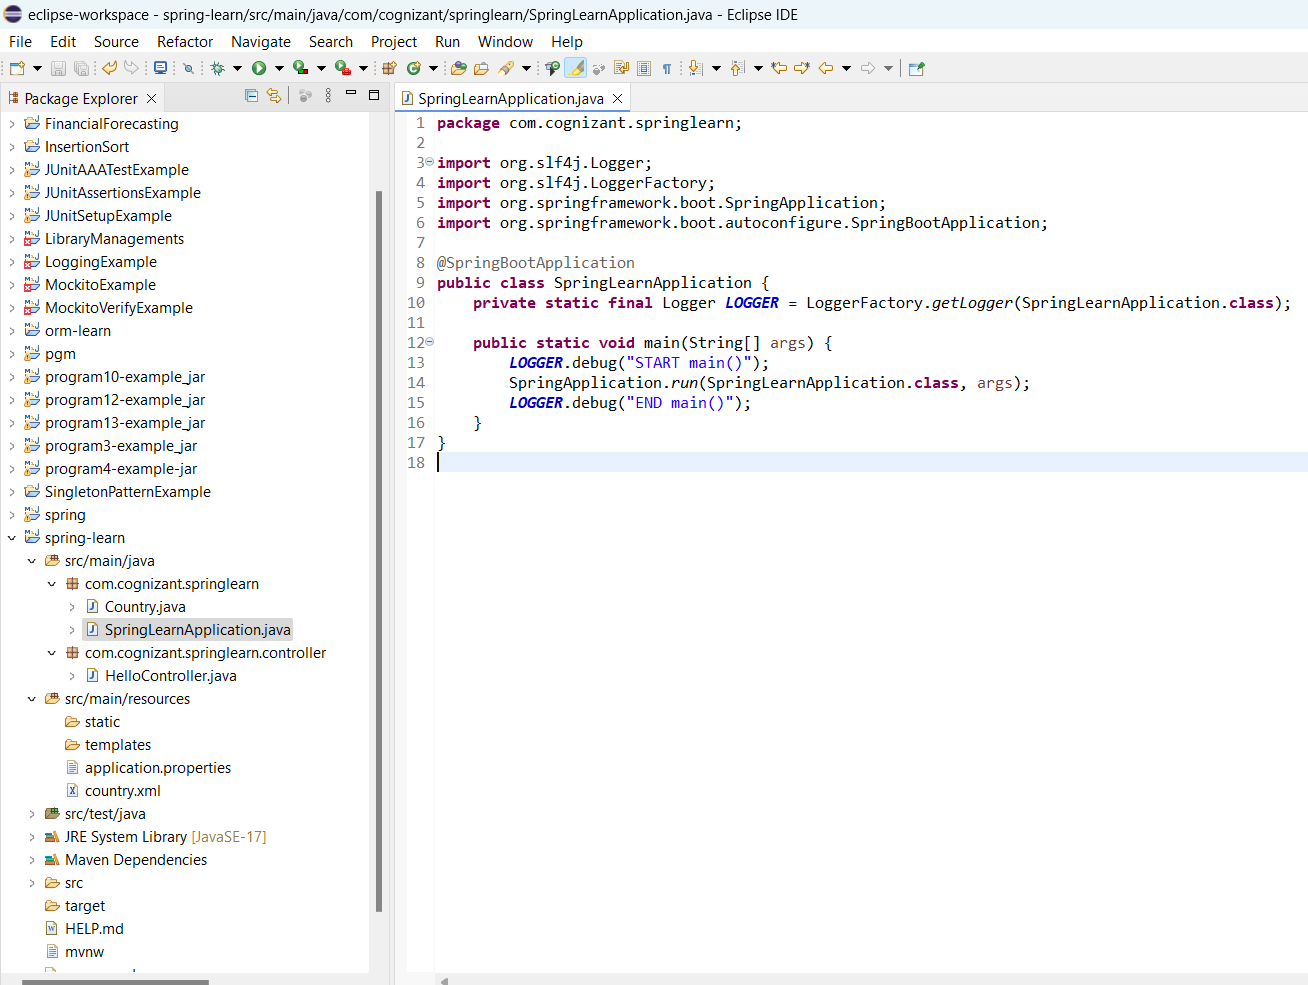 eclipse-workspace - spring-learn/src/main/java/com/cognizant/springlearn/SpringLearnApplication.java - Eclipse IDE
File Edit Source Refactor Navigate Search Project Run Window Help
Package Explorer
FinancialForecasting
InsertionSort
JUnitAAATestExample
JUnitAssertionsExample
JUnitSetupExample
LibraryManagements
LoggingExample
MockitoExample
MockitoVerifyExample
orm-learn
pgm
program10-example_jar
program12-example_jar
program13-example_jar
program3-example_jar
program4-example-jar
SingletonPatternExample
spring
spring-learn
src/main/java
com.cognizant.springlearn
Country.java
SpringLearnApplication.java
com.cognizant.springlearn.controller
HelloController.java
src/main/resources
static
templates
application.properties
country.xml
src/test/java
JRE System Library [JavaSE-17]
Maven Dependencies
src
target
HELP.md
mvnw
SpringLearnApplication.java
1 package com.cognizant.springlearn;
2
3 import org.slf4j.Logger;
4 import org.slf4j.LoggerFactory;
5 import org.springframework.boot.SpringApplication;
6 import org.springframework.boot.autoconfigure.SpringBootApplication;
7
8 @SpringBootApplication
9 public class SpringLearnApplication {
10 private static final Logger LOGGER = LoggerFactory.getLogger(SpringLearnApplication.class);
11
12 public static void main(String[] args) {
13 LOGGER.debug("START main()");
14 SpringApplication.run(SpringLearnApplication.class, args);
15 LOGGER.debug("END main()");
16 }
17 }
18